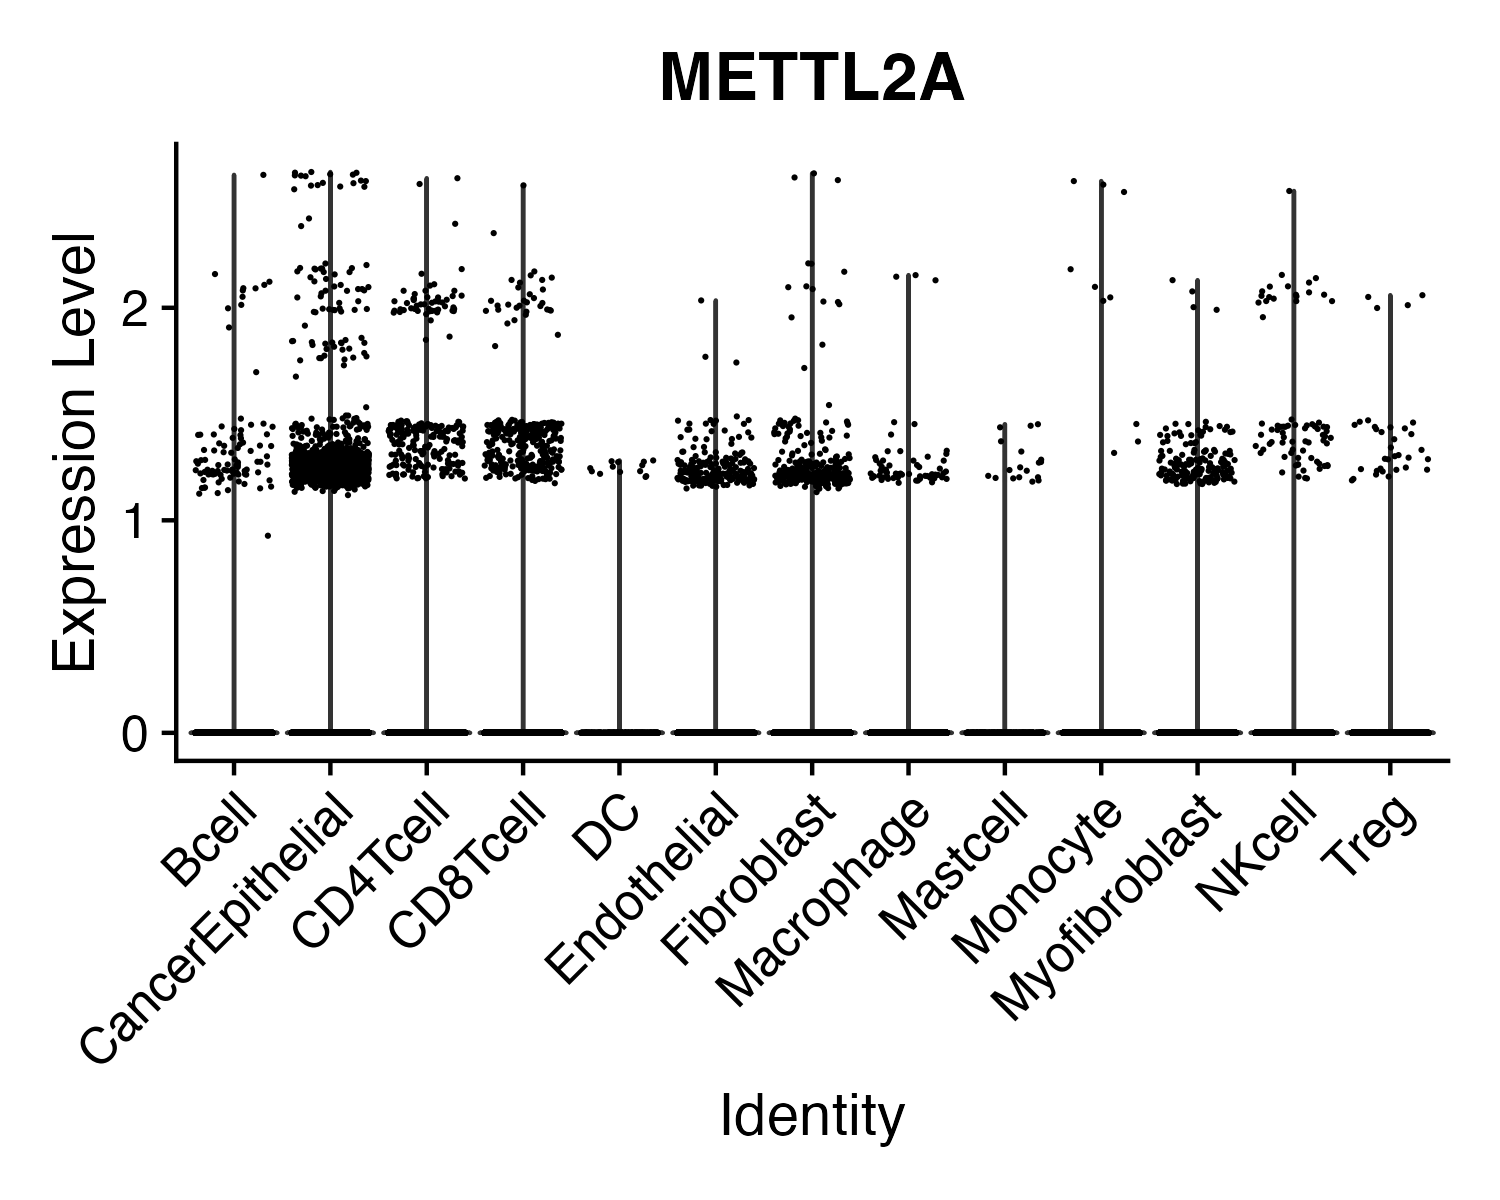 METTL2A
Expression Level
2
1
0
Bcell
CancerEpithelial
CD4Tcell
CD8Tcell
DC
Endothelial
Fibroblast
Macrophage
Mastcell
Monocyte
Myofibroblast
NKcell
Treg
Identity